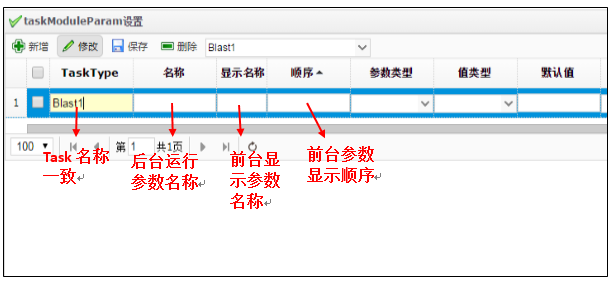 taskModuleParam设置
新增 修改 保存 删除 Blast1
TaskType 名称 显示名称 顺序 参数类型 值类型 默认值
1 Blast1
100 第 1 共1页
Task 名称
一致
后台运行
参数名称
前台显
示参数
名称
前台参数
显示顺序